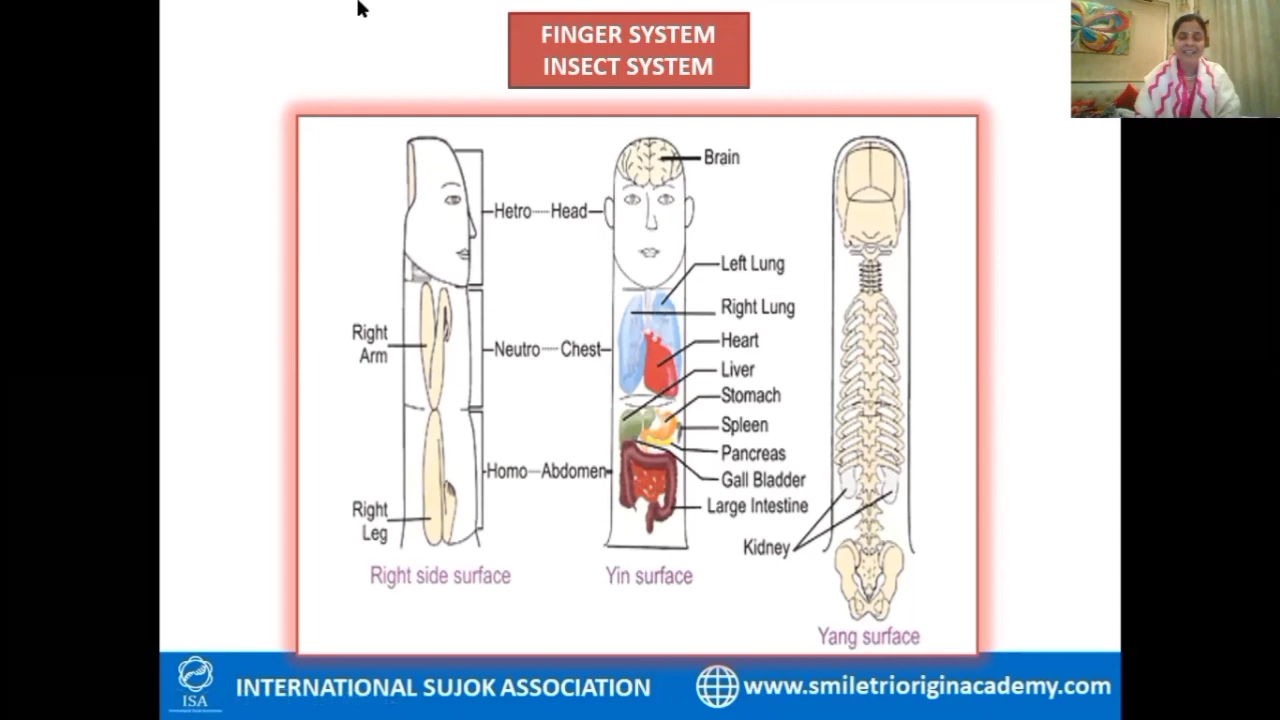 FINGER SYSTEM
INSECT SYSTEM
Brain
Hetro
Head
Left Lung
Right Lung
Right
Arm
Neutro
Chest
Heart
Liver
Stomach
Spleen
Pancreas
Homo
Abdomen
Gall Bladder
Large Intestine
Right
Leg
Kidney
Right side surface
Yin surface
Yang surface
ISA
INTERNATIONAL SUJOK ASSOCIATION
www.smiletrioriginacademy.com